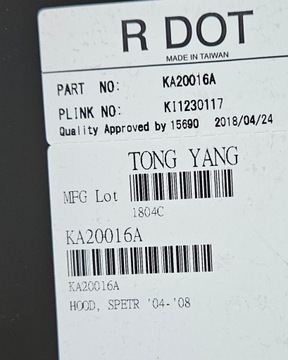 R DOT
MADE IN TAIWAN
PART NO: KA20016A
PLINK NO: KI1230117
Quality Approved by 15690 2018/04/24
TONG YANG
MFG Lot
1804C
KA20016A
KA20016A
HOOD, SPETR '04-'08